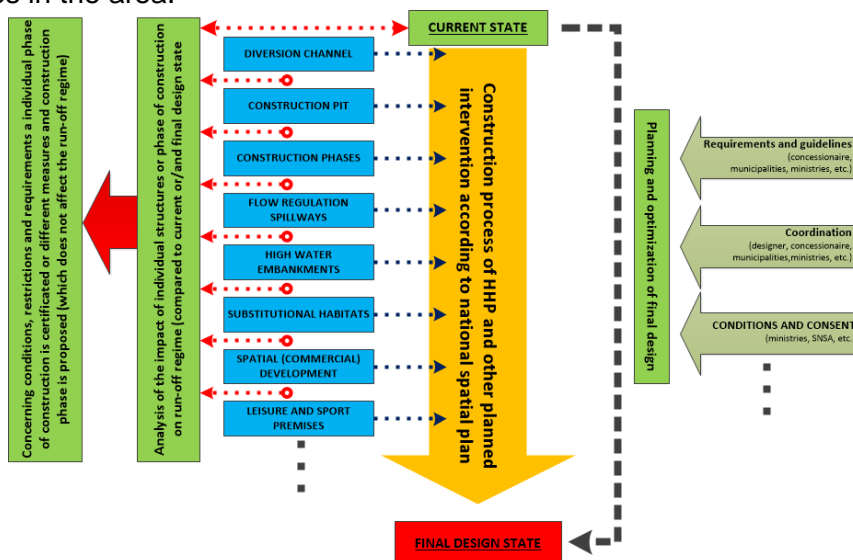 es in the area.
CURRENT STATE
DIVERSION CHANNEL
CONSTRUCTION PIT
CONSTRUCTION PHASES
FLOW REGULATION
SPILLWAYS
HIGH WATER
EMBANKMENTS
SUBSTITUTIONAL HABITATS
SPATIAL (COMMERCIAL)
DEVELOPMENT
LEISURE AND SPORT
PREMISES
Concerning conditions, restrictions and requirements a individual phase
of construction is certificated or different measures and construction
phase is proposed (which does not affect the run-off regime)
Analysis of the impact of individual structures or phase of construction
on run-off regime (compared to current or/and final design state)
Construction process of HHP and other planned
intervention according to national spatial plan
Planning and optimization of
final design
Requirements and guidelines
(concessionaire,
municipalities, ministries, etc.)
Coordination
(designer, concessionaire,
municipalities,ministries, etc.)
CONDITIONS AND CONSENT
(ministries, SNSA, etc.
FINAL DESIGN STATE